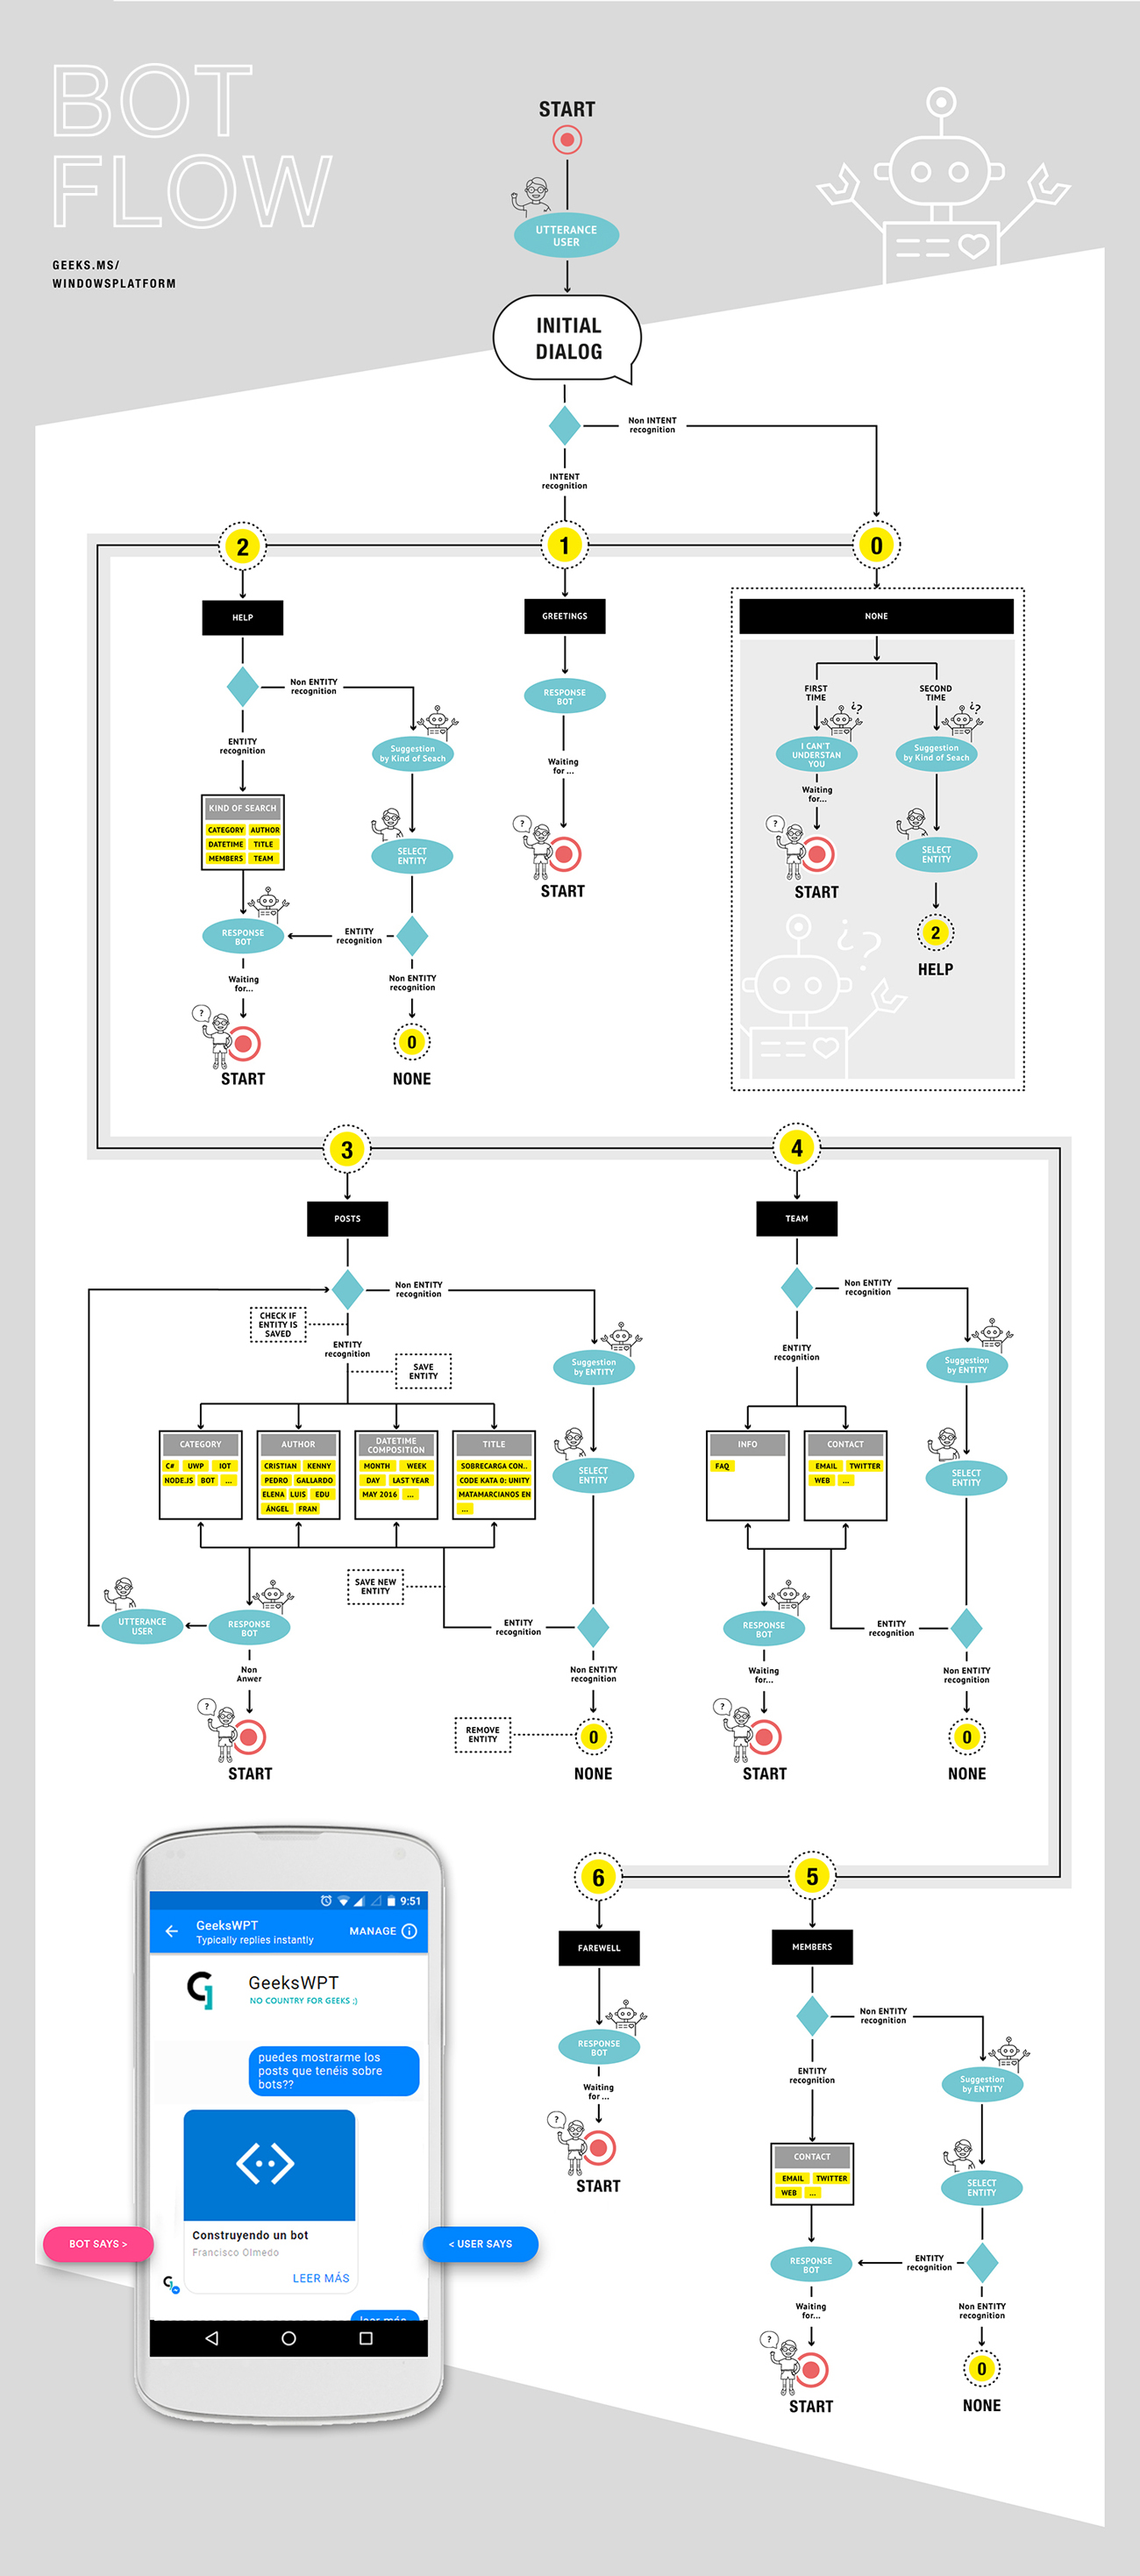 BOT
FLOW
GEEKS.MS/
WINDOWSPLATFORM
START
UTTERANCE
USER
INITIAL
DIALOG
Non INTENT
recognition
INTENT
recognition
2
1
0
HELP
GREETINGS
NONE
Non ENTITY
recognition
ENTITY
recognition
Suggestion
by Kind of Seach
KIND OF SEARCH
CATEGORY AUTHOR
DATETIME TITLE
MEMBERS TEAM
SELECT
ENTITY
RESPONSE
BOT
ENTITY
recognition
Waiting
for...
Non ENTITY
recognition
?
START
0
NONE
RESPONSE
BOT
Waiting
for ...
?
START
FIRST
TIME
SECOND
TIME
¿?
¿?
I CAN'T
UNDERSTAN
YOU
Suggestion
by Kind of Seach
Waiting
for...
?
START
SELECT
ENTITY
2
HELP
¿?
3
4
POSTS
TEAM
Non ENTITY
recognition
CHECK IF
ENTITY IS
SAVED
ENTITY
recognition
SAVE
ENTITY
Suggestion
by ENTITY
CATEGORY
C# UWP IOT
NODEJS BOT ...
AUTHOR
CRISTIAN KENNY
PEDRO GALLARDO
ELENA LUIS EDU
ÁNGEL FRAN
DATETIME
COMPOSITION
MONTH WEEK
DAY LAST YEAR
MAY 2016 ...
TITLE
SOBRECARGA CON..
CODE KATA 0: UNITY
MATAMARCIANOS EN
...
SELECT
ENTITY
SAVE NEW
ENTITY
UTTERANCE
USER
RESPONSE
BOT
ENTITY
recognition
Non
Anwer
Non ENTITY
recognition
?
START
REMOVE
ENTITY
0
NONE
Non ENTITY
recognition
ENTITY
recognition
Suggestion
by ENTITY
INFO
FAQ
CONTACT
EMAIL TWITTER
WEB ...
SELECT
ENTITY
RESPONSE
BOT
ENTITY
recognition
Waiting
for...
Non ENTITY
recognition
?
START
0
NONE
6
5
FAREWELL
MEMBERS
RESPONSE
BOT
Waiting
for ...
?
START
Non ENTITY
recognition
ENTITY
recognition
Suggestion
by ENTITY
CONTACT
EMAIL TWITTER
WEB ...
SELECT
ENTITY
RESPONSE
BOT
ENTITY
recognition
Waiting
for...
Non ENTITY
recognition
?
START
0
NONE
9:51
GeeksWPT
Typically replies instantly
MANAGE
GeeksWPT
NO COUNTRY FOR GEEKS ;)
puedes mostrarme los
posts que tenéis sobre
bots??
Construyendo un bot
Francisco Olmedo
LEER MÁS
leer más
BOT SAYS >
< USER SAYS